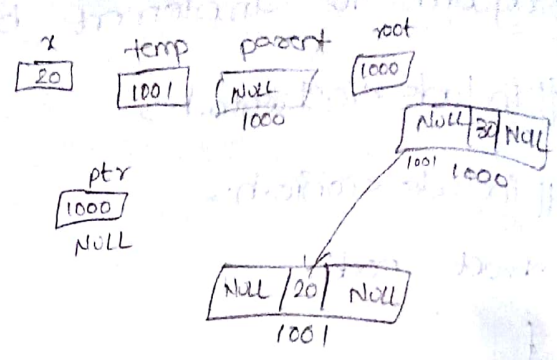 x temp parent root
20 1001 NULL 1000
1000
NULL 30 NULL
1001 1000
ptr
1000
NULL
NULL 20 NULL
1001